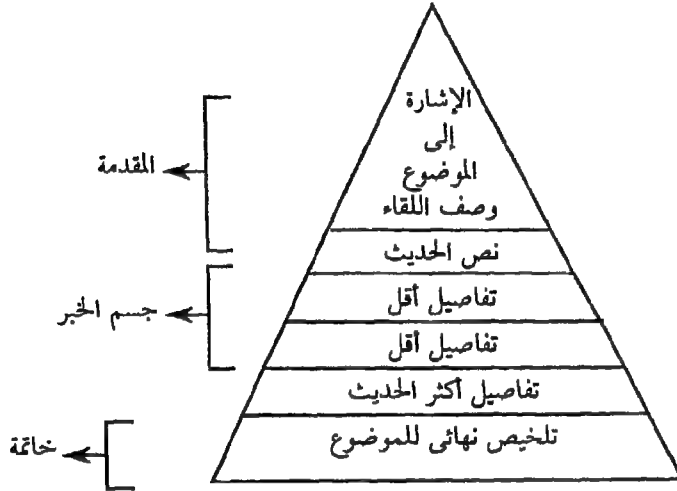 الإشارة
إلى
الموضوع
وصف اللقاء
المقدمة
نص الحديث
تفاصيل أقل
جسم الخبر
تفاصيل أقل
تفاصيل أكثر الحديث
تلخيص نهائى للموضوع
خاتمة